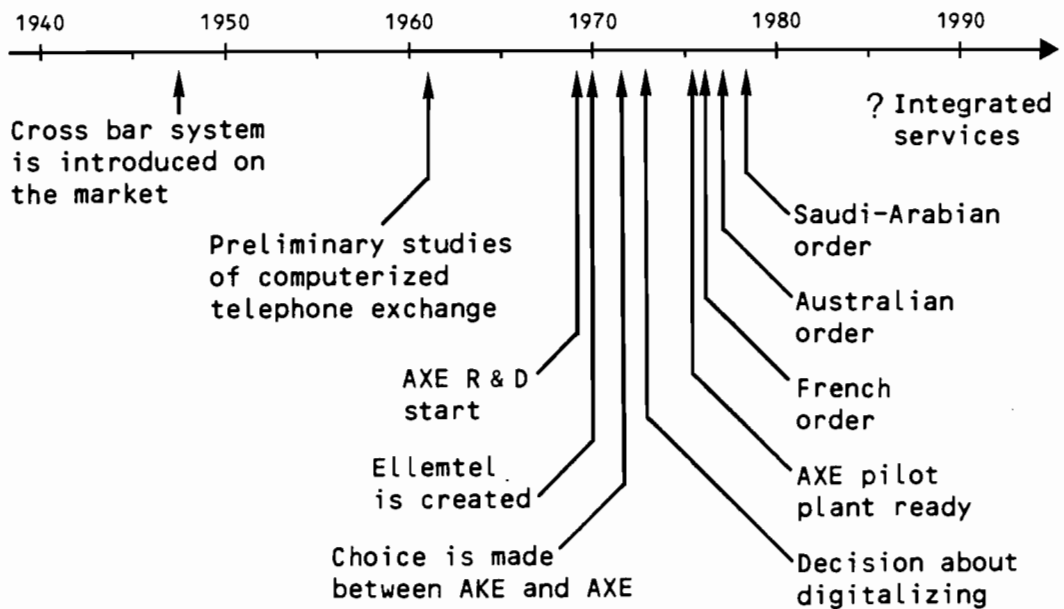 1940 1950 1960 1970 1980 1990
Cross bar system
is introduced on
the market
? Integrated
services
Preliminary studies
of computerized
telephone exchange
Saudi-Arabian
order
Australian
order
AXE R & D
start
French
order
Ellemtel
is created
AXE pilot
plant ready
Choice is made
between AKE and AXE
Decision about
digitalizing